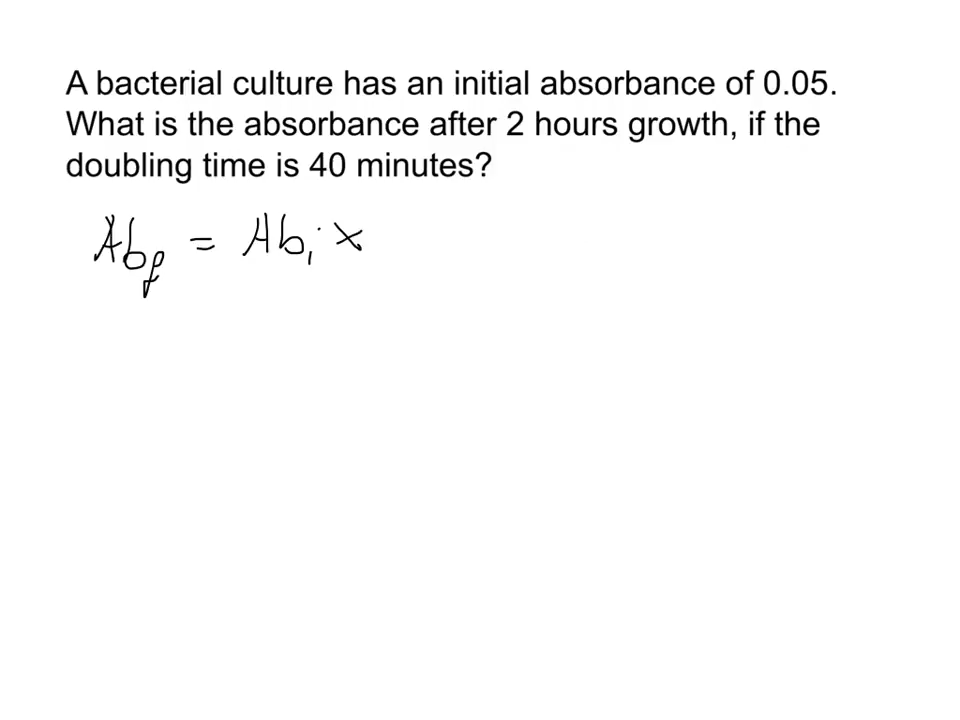 A bacterial culture has an initial absorbance of 0.05.
What is the absorbance after 2 hours growth, if the
doubling time is 40 minutes?
Ab_f = Ab_i ×